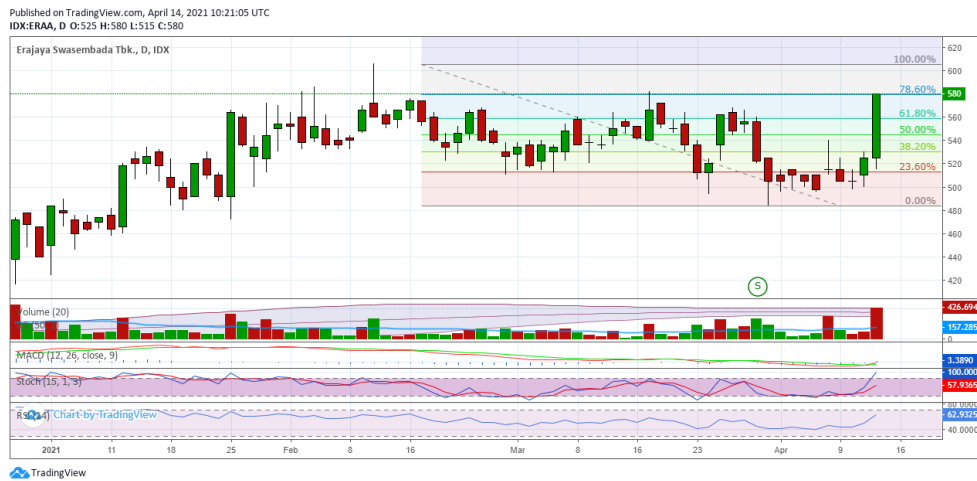 Published on TradingView.com, April 14, 2021 10:21:05 UTC
IDX:ERAA, D O:525 H:580 L:515 C:580
Erajaya Swasembada Tbk., D, IDX
620
100.00%
600
78.60%
580
61.80%
560
50.00%
540
38.20%
520
23.60%
500
0.00%
480
460
440
420
S
Volume (20)
426.694
157.285
0
MACD (12, 26, close, 9)
3.3890
Stoch (15, 1, 3)
100.000
57.9365
Chart-by-TradingView
62.9325
40.0000
2021 11 18 25 Feb 8 16 Mar 8 16 23 Apr 9 16
TradingView